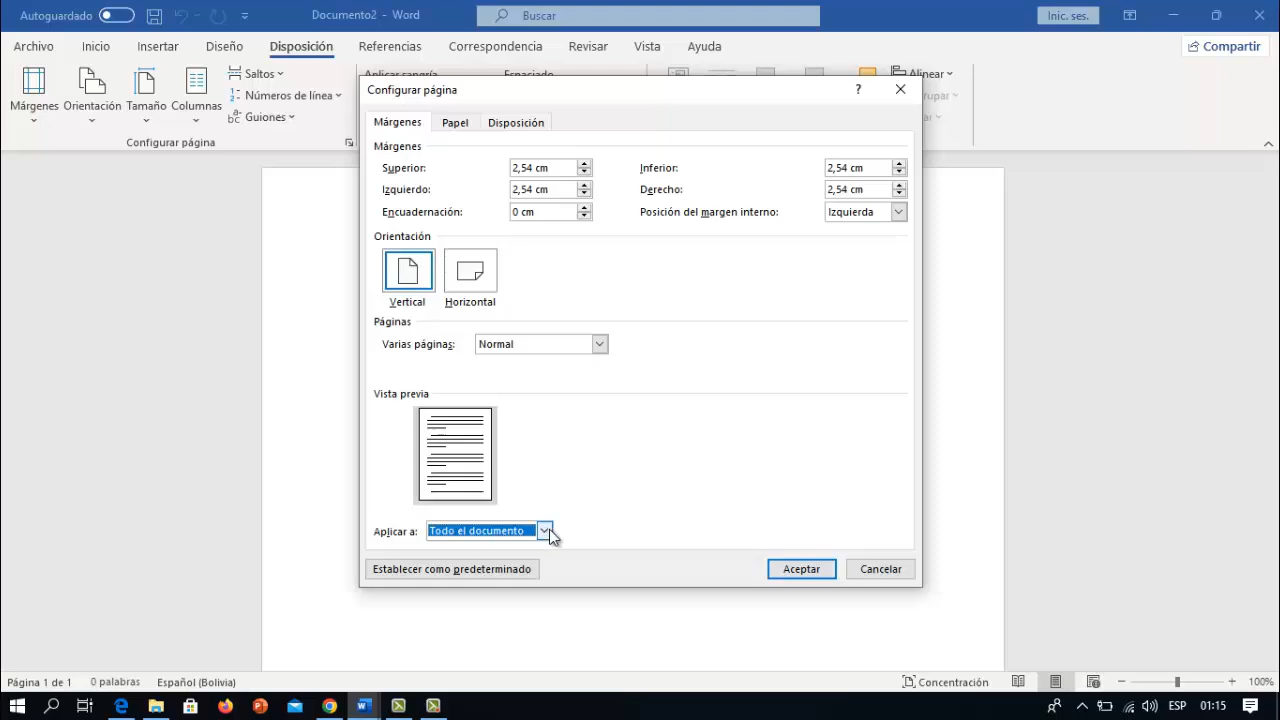 Autoguardado
Documento2 - Word
Buscar
Inic. ses.
Archivo Inicio Insertar Diseño Disposición Referencias Correspondencia Revisar Vista Ayuda Compartir
Márgenes
Orientación
Tamaño
Columnas
Saltos
Números de línea
Guiones
Configurar página
Aplicar sangría
Espaciado
Alinear
Configurar página
Márgenes Papel Disposición
Márgenes
Superior: 2,54 cm Inferior: 2,54 cm
Izquierdo: 2,54 cm Derecho: 2,54 cm
Encuadernación: 0 cm Posición del margen interno: Izquierda
Orientación
Vertical Horizontal
Páginas
Varias páginas: Normal
Vista previa
Aplicar a: Todo el documento
Establecer como predeterminado Aceptar Cancelar
Página 1 de 1 0 palabras Español (Bolivia) Concentración 100%
ESP 01:15